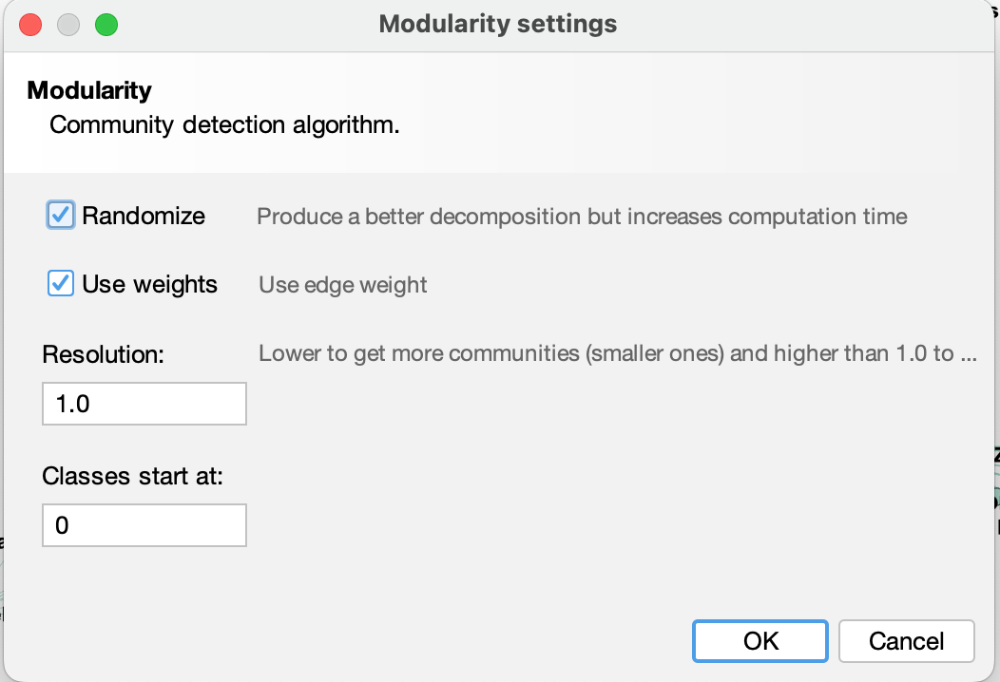 Modularity settings
Modularity
Community detection algorithm.
Randomize Produce a better decomposition but increases computation time
Use weights Use edge weight
Resolution: Lower to get more communities (smaller ones) and higher than 1.0 to ...
1.0
Classes start at:
0
OK Cancel